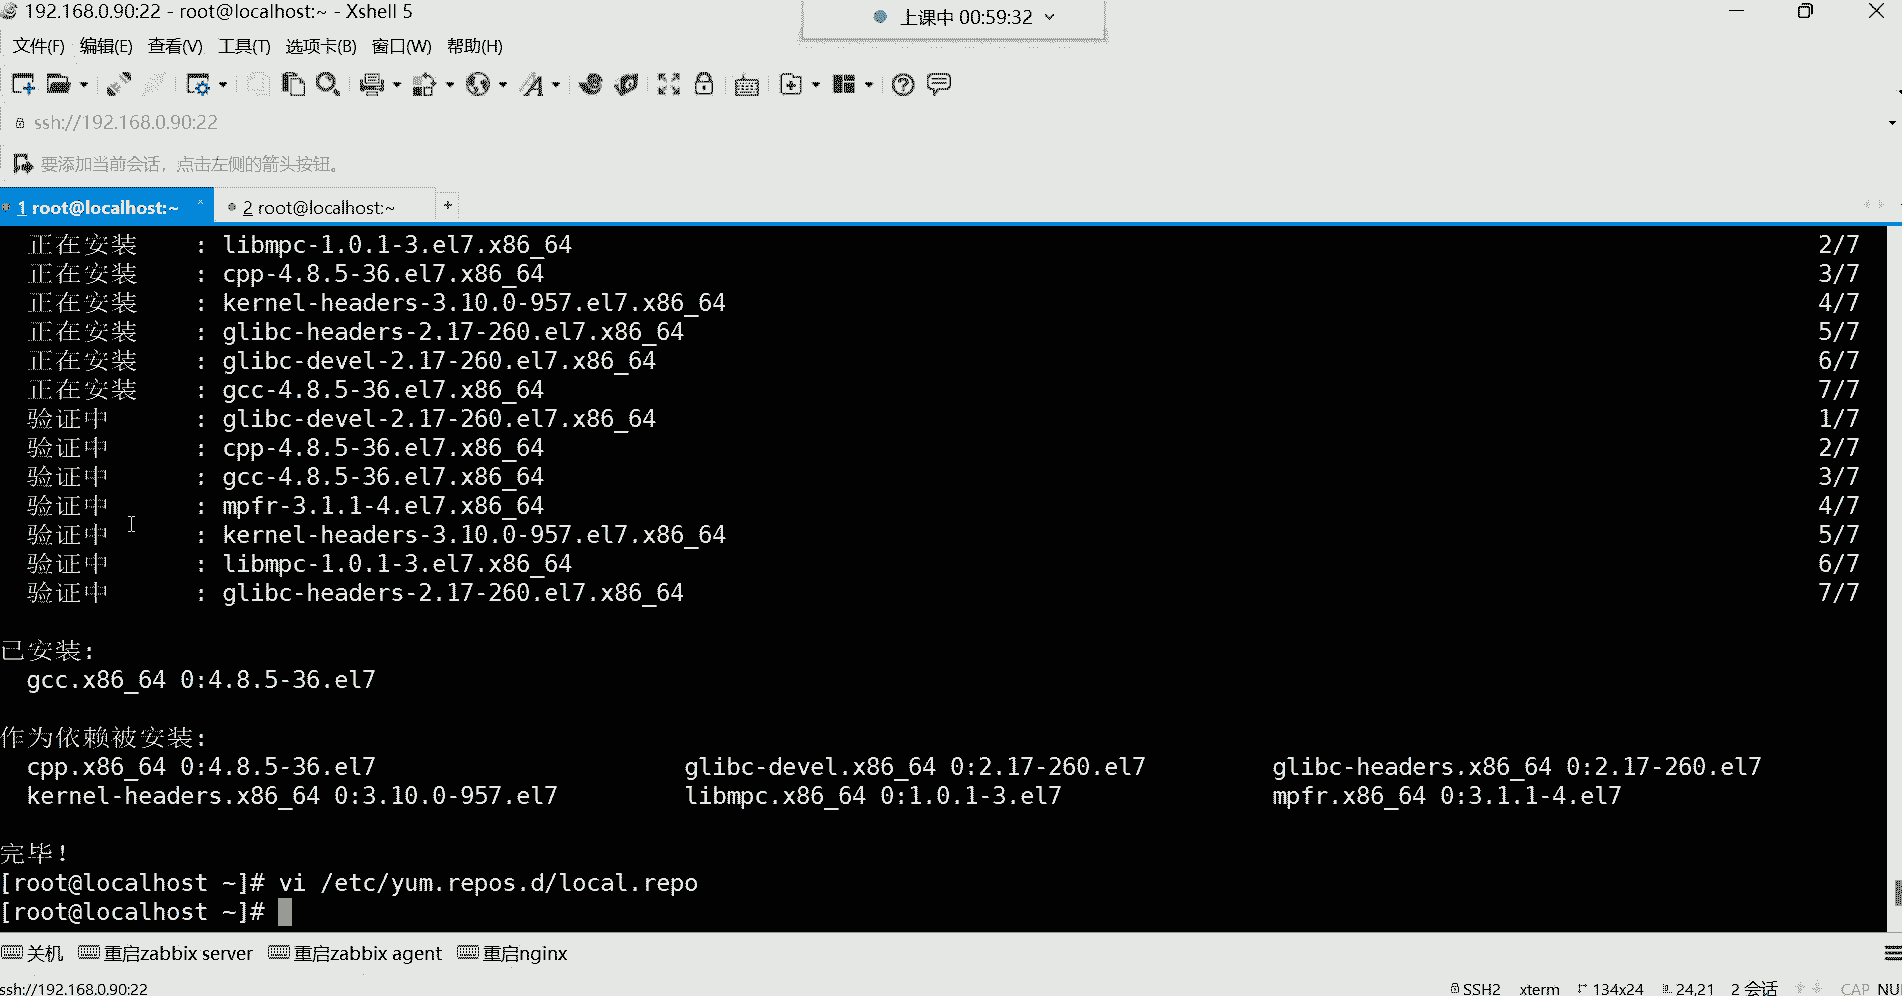 192.168.0.90:22 - root@localhost:~ - Xshell 5
上课中 00:59:32
文件(F) 编辑(E) 查看(V) 工具(T) 选项卡(B) 窗口(W) 帮助(H)
ssh://192.168.0.90:22
要添加当前会话，点击左侧的箭头按钮。
1 root@localhost:~ 2 root@localhost:~ +
正在安装 : libmpc-1.0.1-3.el7.x86_64 2/7
正在安装 : cpp-4.8.5-36.el7.x86_64 3/7
正在安装 : kernel-headers-3.10.0-957.el7.x86_64 4/7
正在安装 : glibc-headers-2.17-260.el7.x86_64 5/7
正在安装 : glibc-devel-2.17-260.el7.x86_64 6/7
正在安装 : gcc-4.8.5-36.el7.x86_64 7/7
验证中 : glibc-devel-2.17-260.el7.x86_64 1/7
验证中 : cpp-4.8.5-36.el7.x86_64 2/7
验证中 : gcc-4.8.5-36.el7.x86_64 3/7
验证中 : mpfr-3.1.1-4.el7.x86_64 4/7
验证中 : kernel-headers-3.10.0-957.el7.x86_64 5/7
验证中 : libmpc-1.0.1-3.el7.x86_64 6/7
验证中 : glibc-headers-2.17-260.el7.x86_64 7/7
已安装:
gcc.x86_64 0:4.8.5-36.el7
作为依赖被安装:
cpp.x86_64 0:4.8.5-36.el7 glibc-devel.x86_64 0:2.17-260.el7 glibc-headers.x86_64 0:2.17-260.el7
kernel-headers.x86_64 0:3.10.0-957.el7 libmpc.x86_64 0:1.0.1-3.el7 mpfr.x86_64 0:3.1.1-4.el7
完毕!
[root@localhost ~]# vi /etc/yum.repos.d/local.repo
[root@localhost ~]#
关机 重启zabbix server 重启zabbix agent 重启nginx
ssh://192.168.0.90:22 SSH2 xterm 134x24 24,21 2 会话 CAP NU